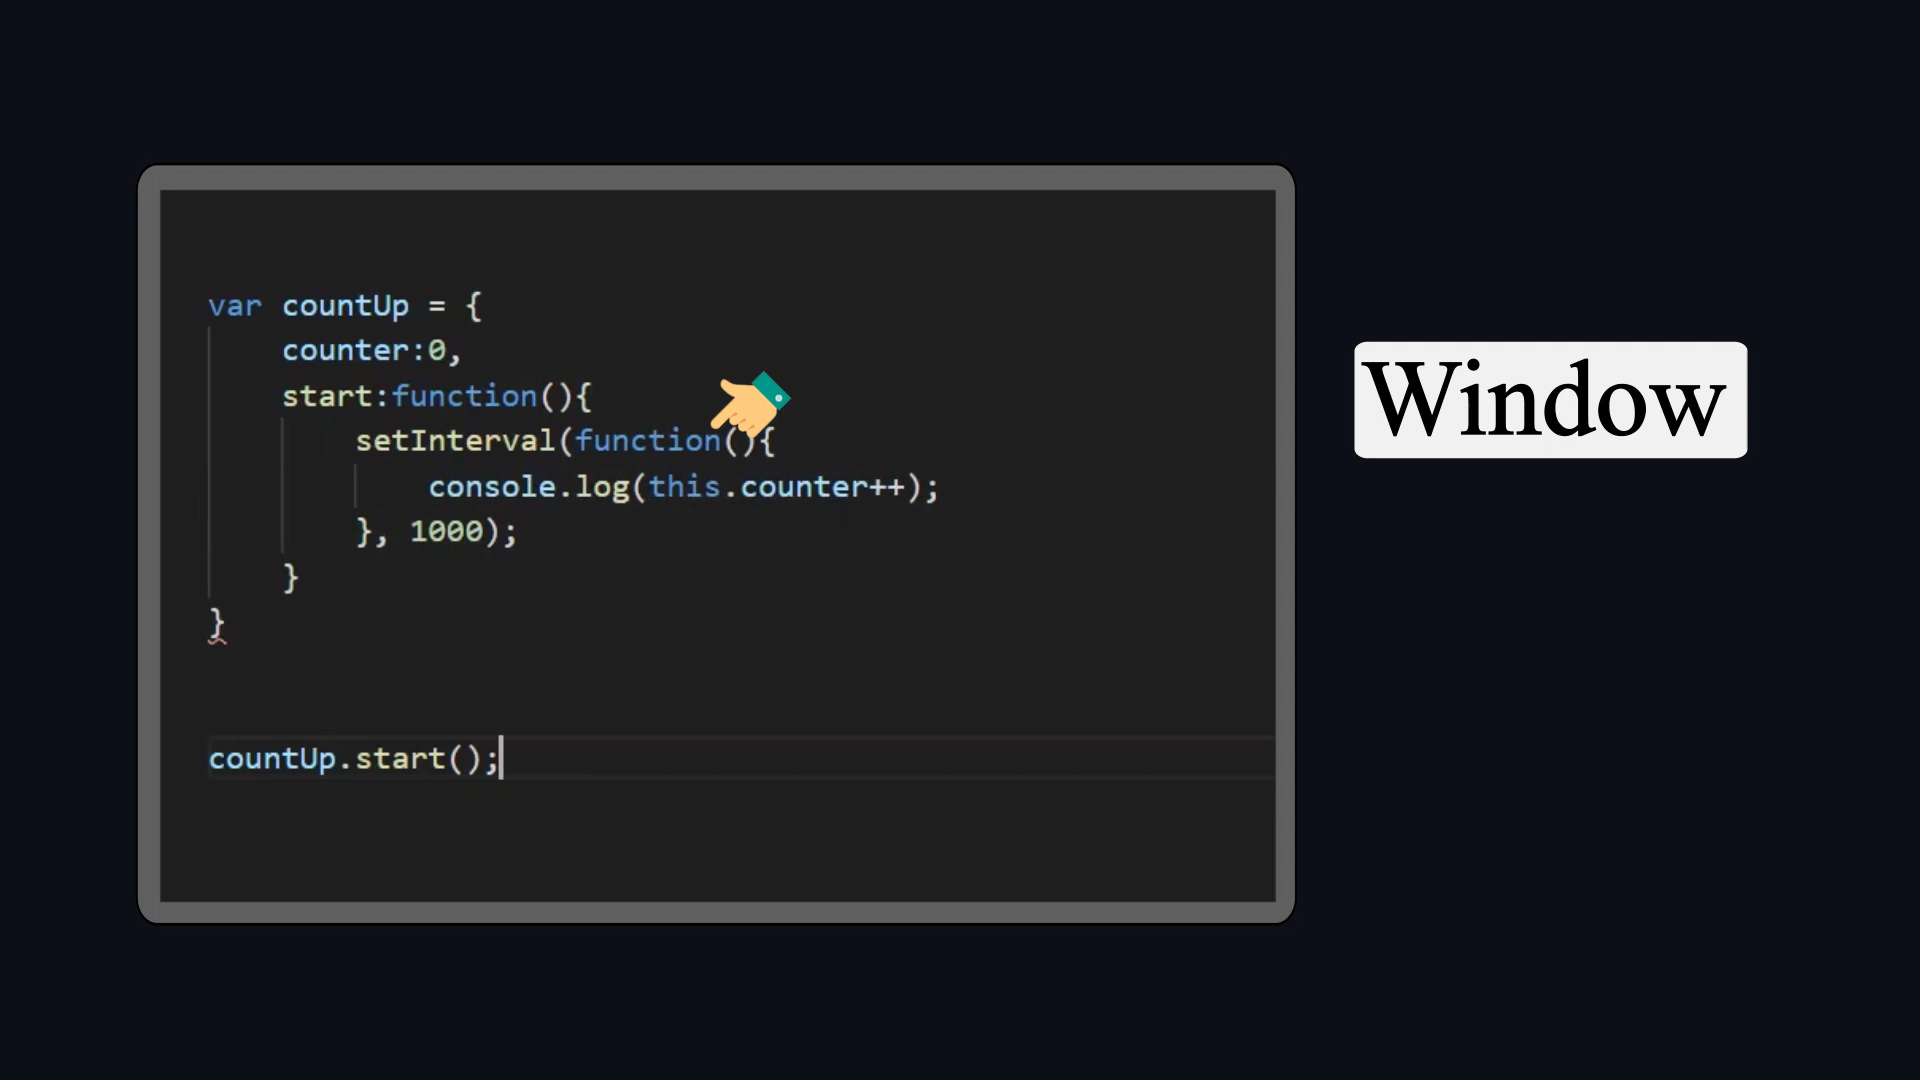 var countUp = {
counter:0,
start:function(){
setInterval(function(){
console.log(this.counter++);
}, 1000);
}
}
countUp.start();
Window